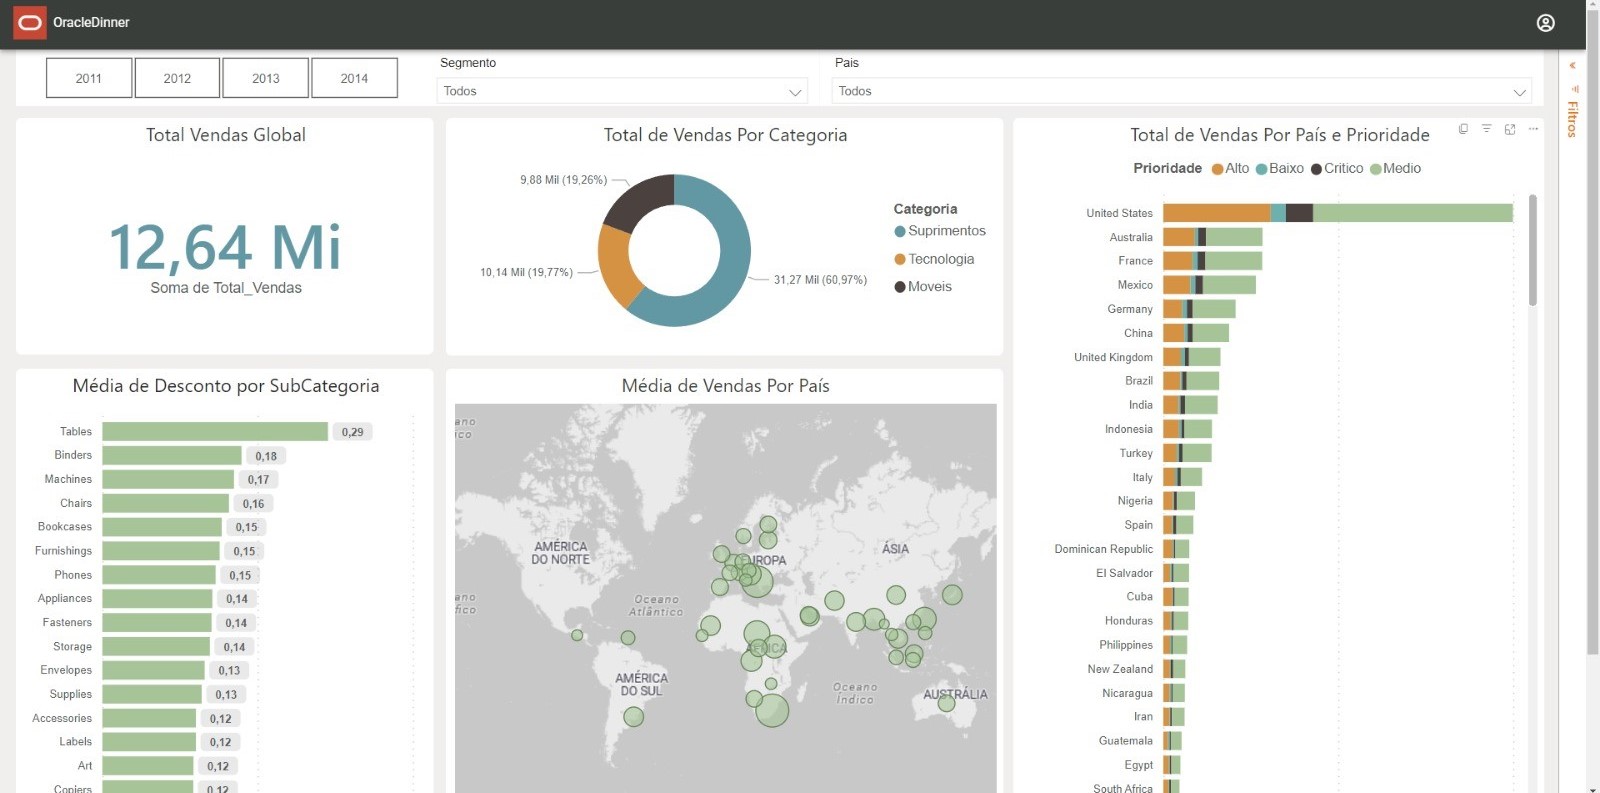 OracleDinner
2011 2012 2013 2014
Segmento
Todos
Pais
Todos
Filtros
Total Vendas Global
12,64 Mi
Soma de Total_Vendas
Total de Vendas Por Categoria
9,88 Mil (19,26%)
10,14 Mil (19,77%)
31,27 Mil (60,97%)
Categoria
Suprimentos
Tecnologia
Moveis
Total de Vendas Por País e Prioridade
Prioridade Alto Baixo Critico Medio
United States
Australia
France
Mexico
Germany
China
United Kingdom
Brazil
India
Indonesia
Turkey
Italy
Nigeria
Spain
Dominican Republic
El Salvador
Cuba
Honduras
Philippines
New Zealand
Nicaragua
Iran
Guatemala
Egypt
South Africa
Média de Desconto por SubCategoria
Tables 0,29
Binders 0,18
Machines 0,17
Chairs 0,16
Bookcases 0,15
Furnishings 0,15
Phones 0,15
Appliances 0,14
Fasteners 0,14
Storage 0,14
Envelopes 0,13
Supplies 0,13
Accessories 0,12
Labels 0,12
Art 0,12
Copiers 0,12
Média de Vendas Por País
ano
ico
AMÉRICA
DO NORTE
EUROPA
ÁSIA
ano
fico
Oceano
Atlântico
ÁFRICA
AMÉRICA
DO SUL
Oceano
Índico
AUSTRÁLIA